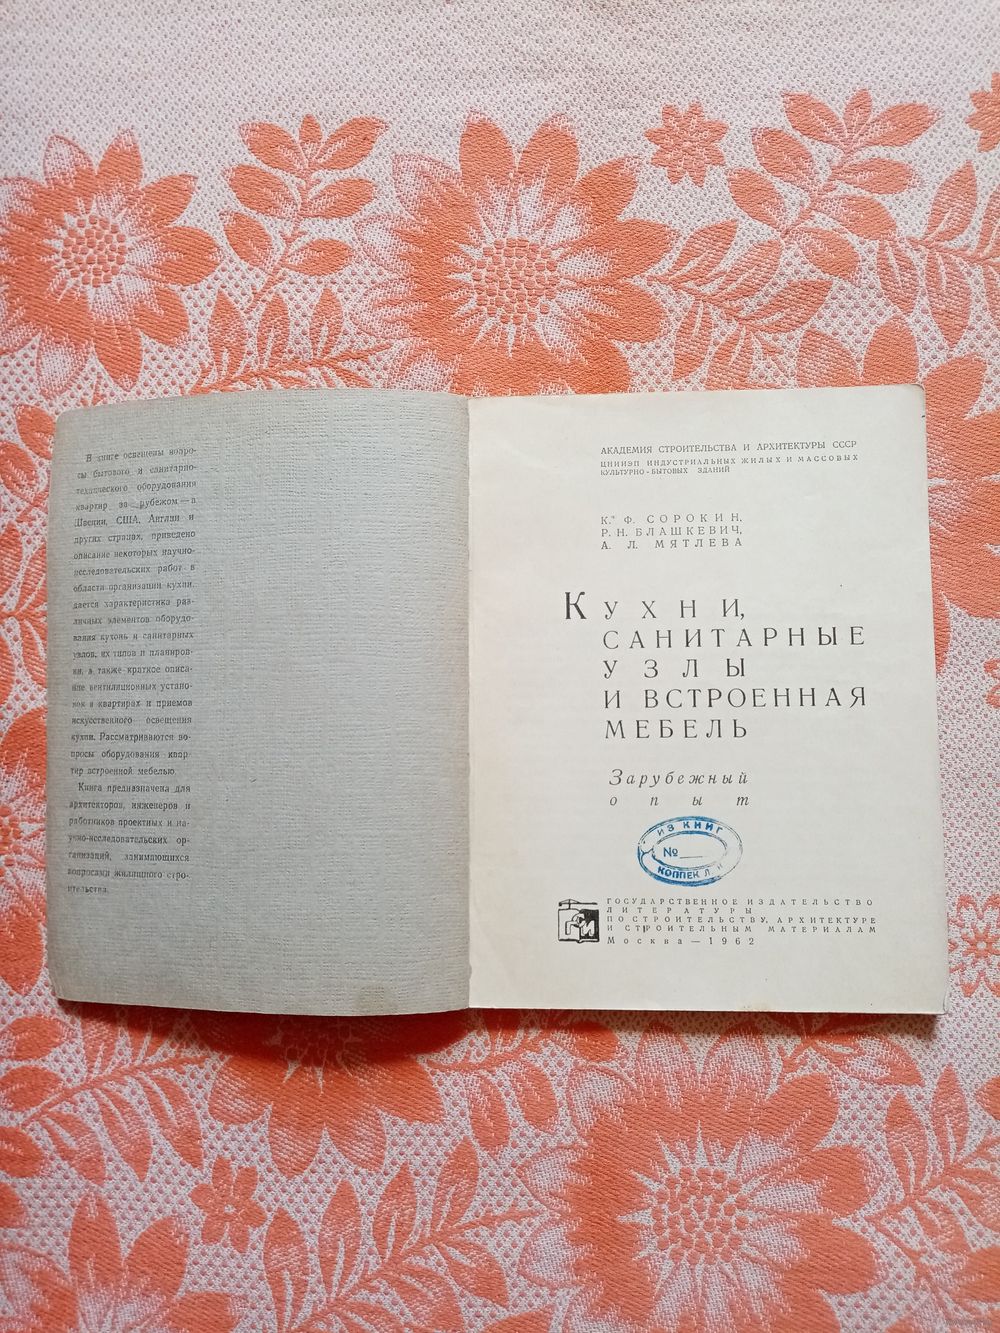 В книге освещены вопро-
сы бытового и санитарно-
технического оборудования
квартир за рубежом — в
Швеции, США, Англии и
других странах, приведено
описание некоторых научно-
исследовательских работ в
области организации кухни,
дается характеристика раз-
личных элементов оборудо-
вания кухонь и санитарных
узлов, их типов и планиров-
ки, а также краткое описа-
ние вентиляционных устано-
вок в квартирах и приемов
искусственного освещения
кухни. Рассматриваются во-
просы оборудования квар-
тир встроенной мебелью.
Книга предназначена для
архитекторов, инженеров и
работников проектных и на-
учно-исследовательских ор-
ганизаций, занимающихся
вопросами жилищного стро-
ительства.
АКАДЕМИЯ СТРОИТЕЛЬСТВА И АРХИТЕКТУРЫ СССР
ЦНИИЭП ИНДУСТРИАЛЬНЫХ ЖИЛЫХ И МАССОВЫХ
КУЛЬТУРНО-БЫТОВЫХ ЗДАНИЙ
К. Ф. СОРОКИН,
Р. Н. БЛАШКЕВИЧ,
А. Л. МЯТЛЕВА
КУХНИ,
САНИТАРНЫЕ
УЗЛЫ
И ВСТРОЕННАЯ
МЕБЕЛЬ
Зарубежный
опыт
ИЗ КНИГ
№
КОППЕК Л. Н
ГИ
ГОСУДАРСТВЕННОЕ ИЗДАТЕЛЬСТВО
ЛИТЕРАТУРЫ
ПО СТРОИТЕЛЬСТВУ, АРХИТЕКТУРЕ
И СТРОИТЕЛЬНЫМ МАТЕРИАЛАМ
Москва — 1962